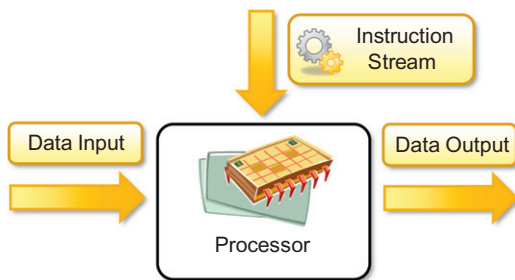 Instruction
Stream
Data Input
Data Output
Processor